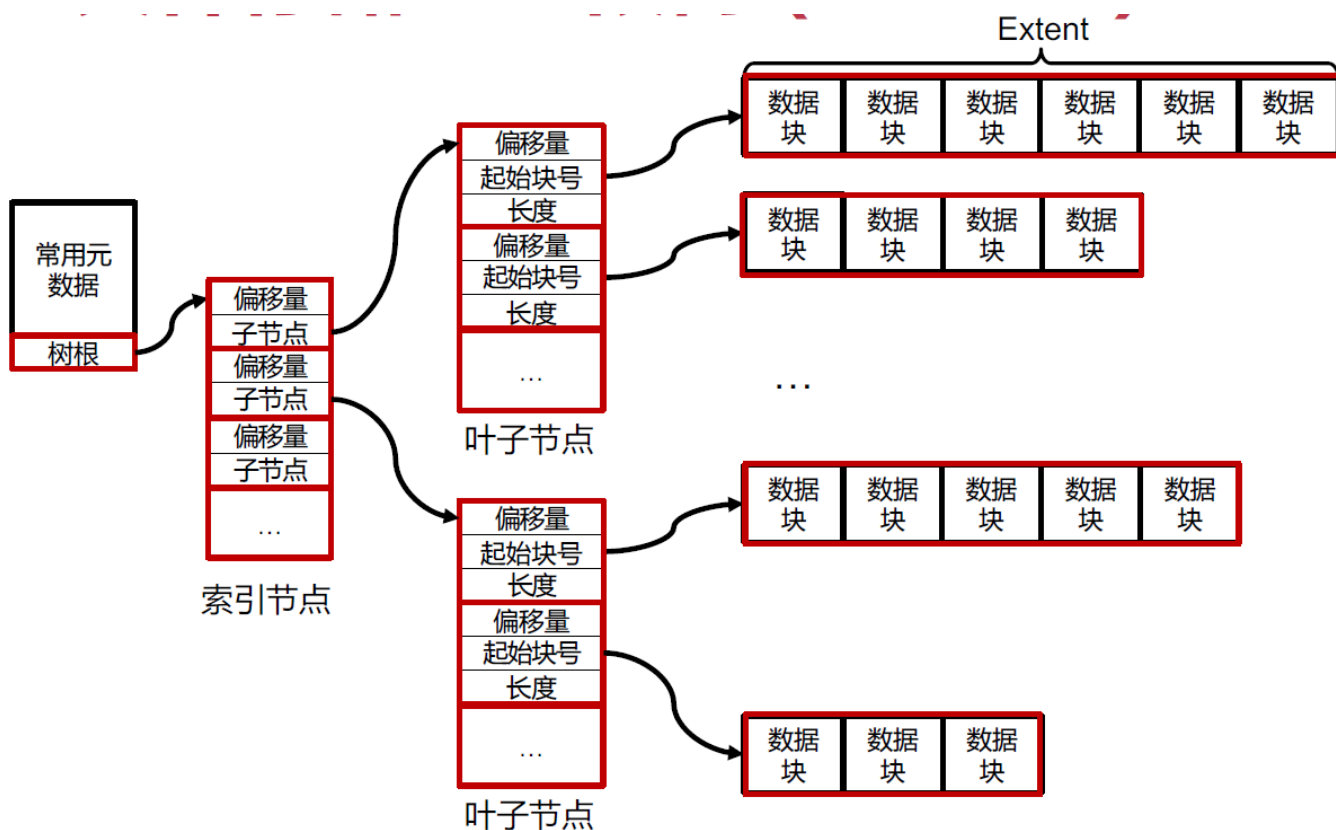 Extent
数据
块
数据
块
数据
块
数据
块
数据
块
数据
块
偏移量
起始块号
长度
偏移量
起始块号
长度
…
叶子节点
数据
块
数据
块
数据
块
数据
块
常用元
数据
树根
偏移量
子节点
偏移量
子节点
偏移量
子节点
…
索引节点
…
偏移量
起始块号
长度
偏移量
起始块号
长度
…
叶子节点
数据
块
数据
块
数据
块
数据
块
数据
块
数据
块
数据
块
数据
块